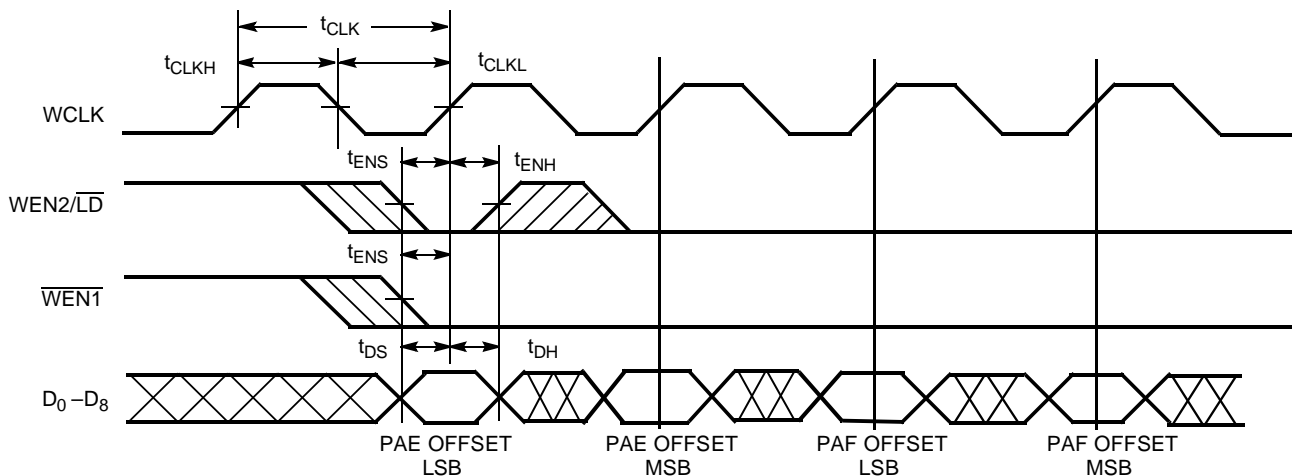 tCLK
tCLKH
tCLKL
WCLK
tENS
tENH
WEN2/LD
tENS
WEN1
tDS
tDH
D0 –D8
PAE OFFSET
LSB
PAE OFFSET
MSB
PAF OFFSET
LSB
PAF OFFSET
MSB